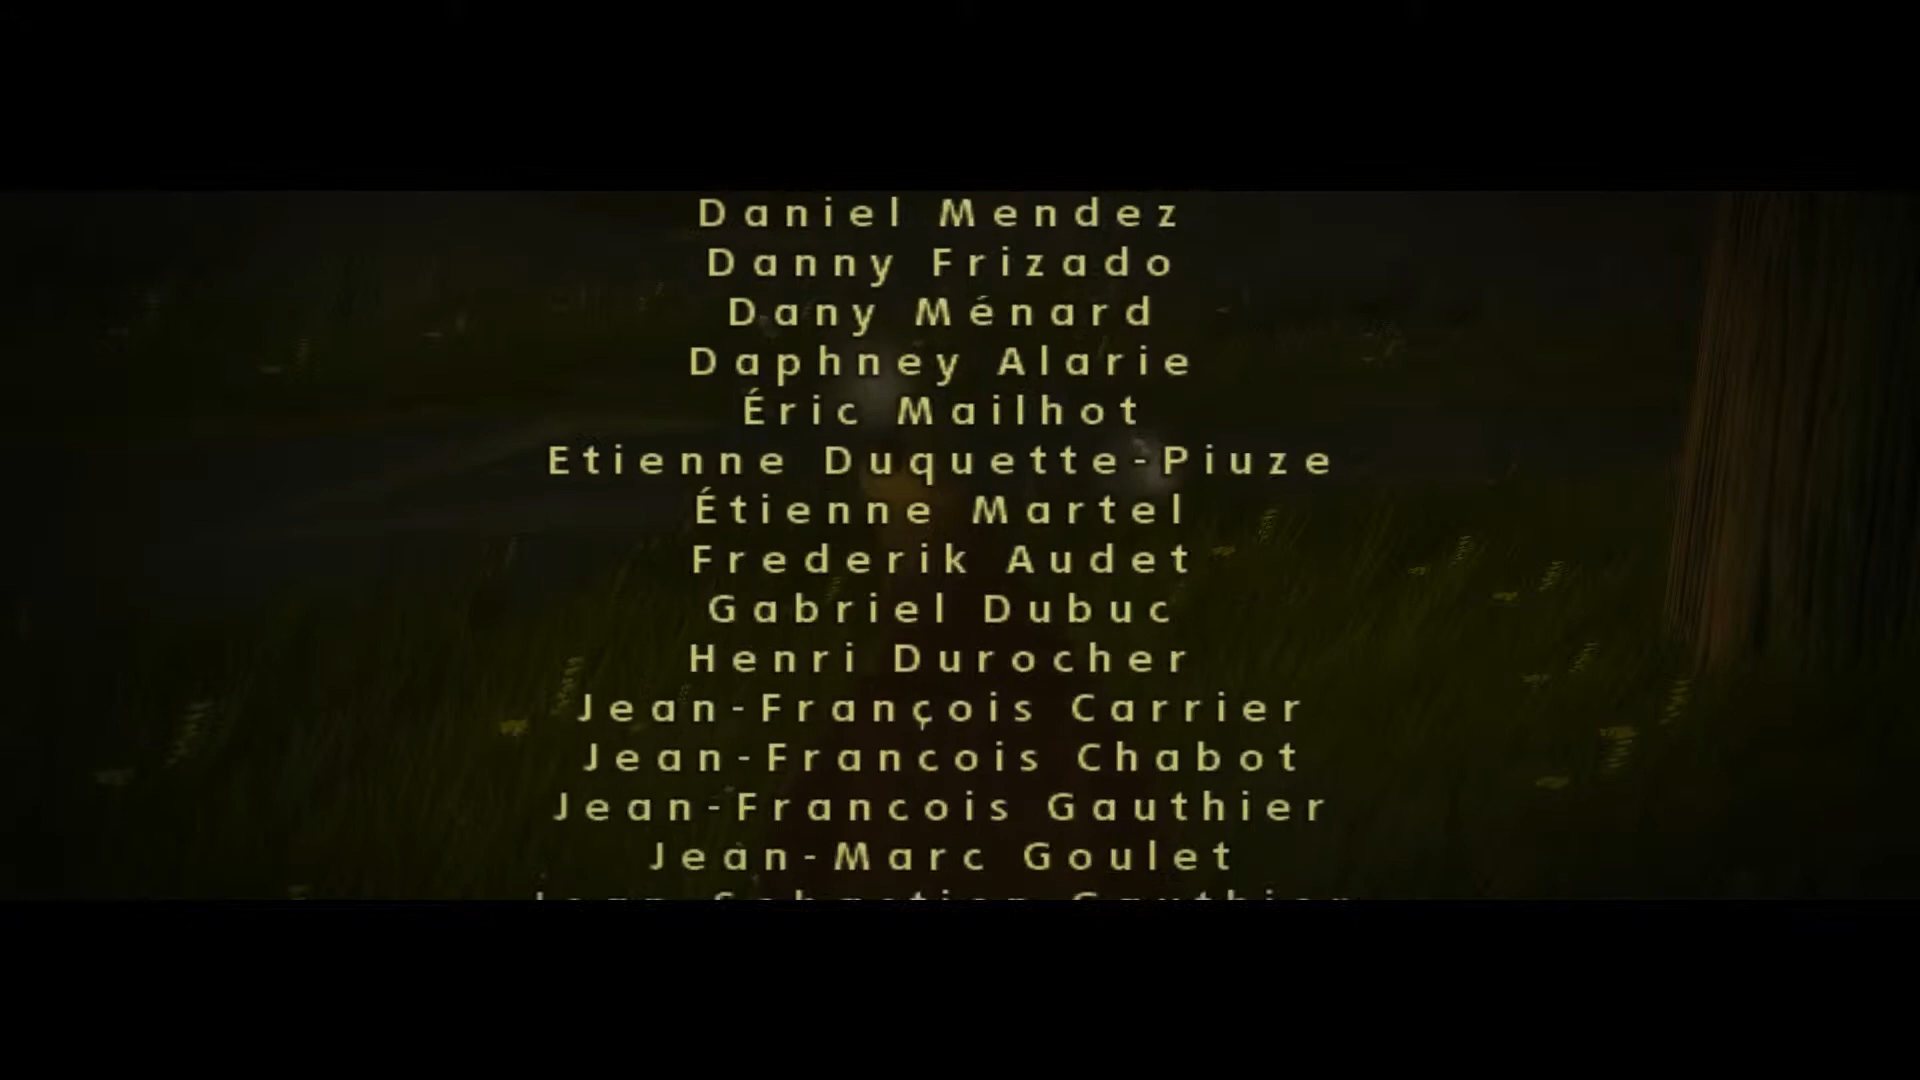 Daniel Mendez
Danny Frizado
Dany Ménard
Daphney Alarie
Éric Mailhot
Etienne Duquette-Piuze
Étienne Martel
Frederik Audet
Gabriel Dubuc
Henri Durocher
Jean-François Carrier
Jean-Francois Chabot
Jean-Francois Gauthier
Jean-Marc Goulet